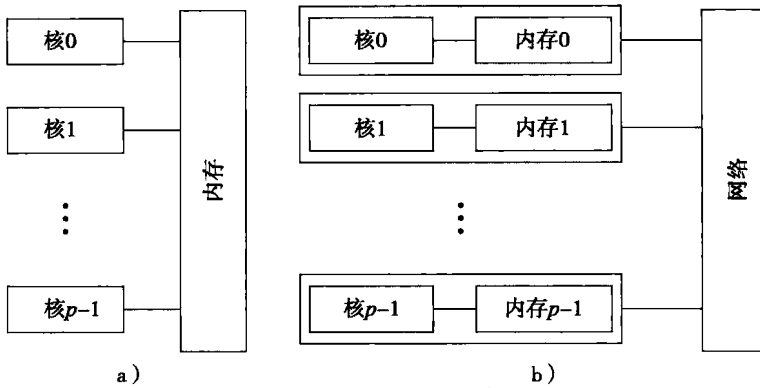 核0
核1
⋮
核p-1
内存
a）
核0 内存0
核1 内存1
⋮
核p-1 内存p-1
网络
b）